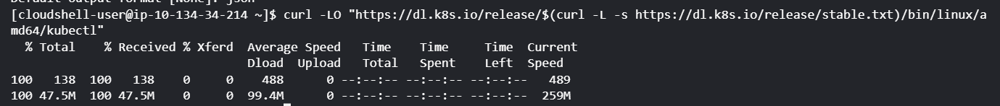 Default output format [None]: json
[cloudshell-user@ip-10-134-34-214 ~]$ curl -LO "https://dl.k8s.io/release/$(curl -L -s https://dl.k8s.io/release/stable.txt)/bin/linux/a
md64/kubectl"
  % Total    % Received % Xferd  Average Speed   Time    Time     Time  Current
                                 Dload  Upload   Total   Spent    Left  Speed
100   138  100   138    0     0    488      0 --:--:-- --:--:-- --:--:--   489
100 47.5M  100 47.5M    0     0  99.4M      0 --:--:-- --:--:-- --:--:--  259M